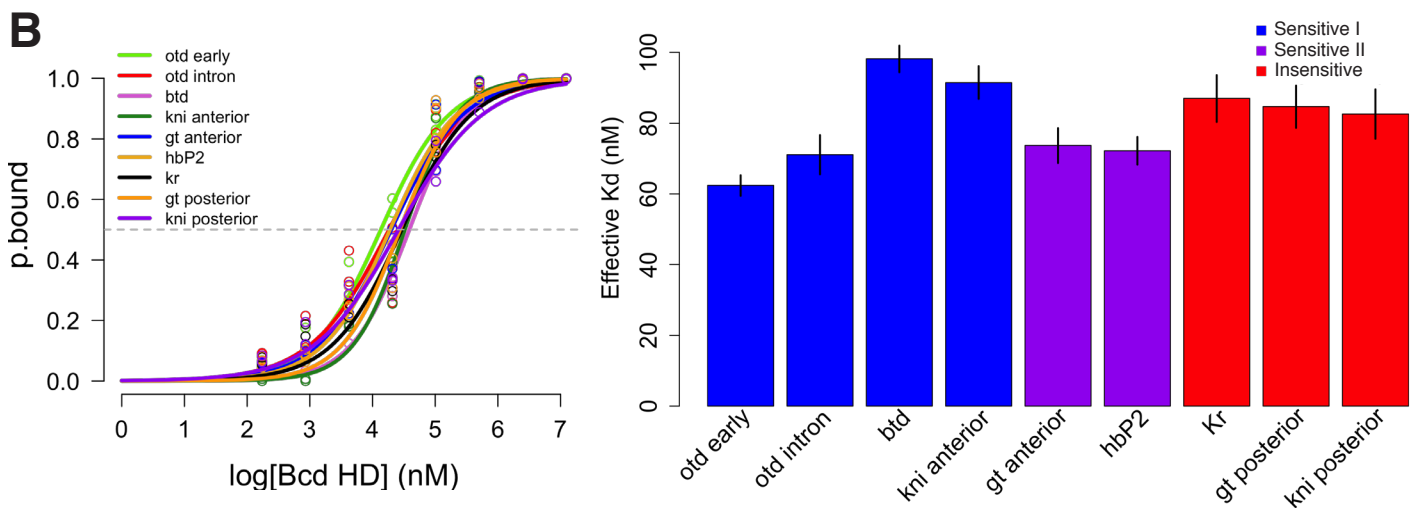 B
otd early
otd intron
btd
kni anterior
gt anterior
hbP2
kr
gt posterior
kni posterior
p.bound
1.0
0.8
0.6
0.4
0.2
0.0
0 1 2 3 4 5 6 7
log[Bcd HD] (nM)
Sensitive I
Sensitive II
Insensitive
Effective Kd (nM)
100
80
60
40
20
0
otd early
otd intron
btd
kni anterior
gt anterior
hbP2
Kr
gt posterior
kni posterior